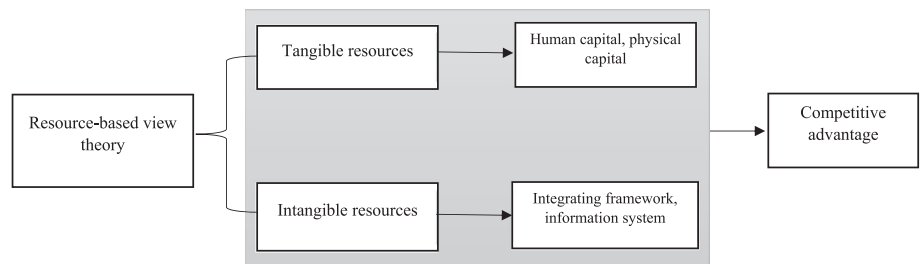 Resource-based view
theory
Tangible resources
Human capital, physical
capital
Intangible resources
Integrating framework,
information system
Competitive
advantage